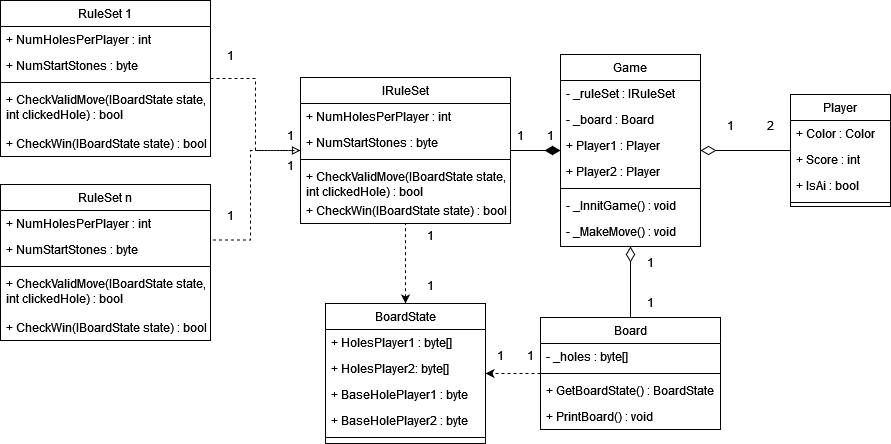 RuleSet 1
+ NumHolesPerPlayer : int
+ NumStartStones : byte
+ CheckValidMove(IBoardState state,
int clickedHole) : bool
+ CheckWin(IBoardState state) : bool
1
RuleSet n
+ NumHolesPerPlayer : int
+ NumStartStones : byte
+ CheckValidMove(IBoardState state,
int clickedHole) : bool
+ CheckWin(IBoardState state) : bool
1
1
1
IRuleSet
+ NumHolesPerPlayer : int
+ NumStartStones : byte
+ CheckValidMove(IBoardState state,
int clickedHole) : bool
+ CheckWin(IBoardState state) : bool
1
1
1
1
Game
- _ruleSet : IRuleSet
- _board : Board
+ Player1 : Player
+ Player2 : Player
- _InnitGame() : void
- _MakeMove() : void
1
2
Player
+ Color : Color
+ Score : int
+ IsAi : bool
1
1
BoardState
+ HolesPlayer1 : byte[]
+ HolesPlayer2: byte[]
+ BaseHolePlayer1 : byte
+ BaseHolePlayer2 : byte
1
1
Board
- _holes : byte[]
+ GetBoardState() : BoardState
+ PrintBoard() : void